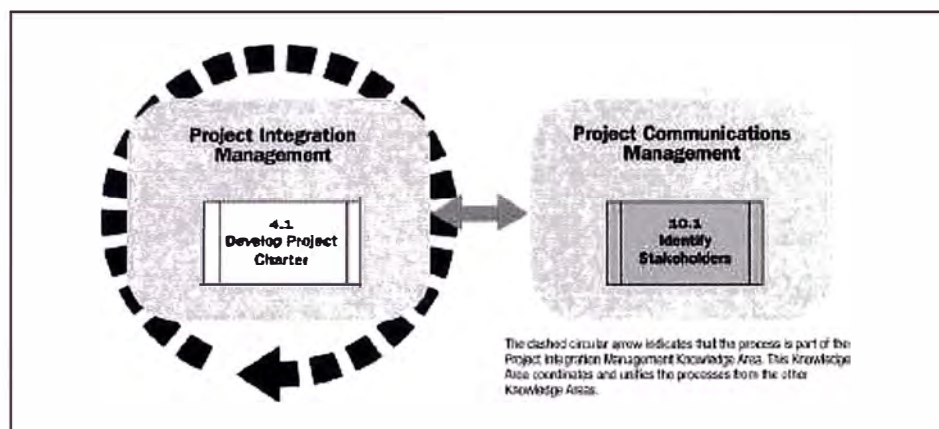 Project Integration
Management
4.1
Develop Project
Charter
Project Communications
Management
10.1
Identify
Stakeholders
The dashed circular arrow indicates that the process is part of the
Project Integration Management Knowledge Area. This Knowledge
Area coordinates and unifies the processes from the other
Knowledge Areas.